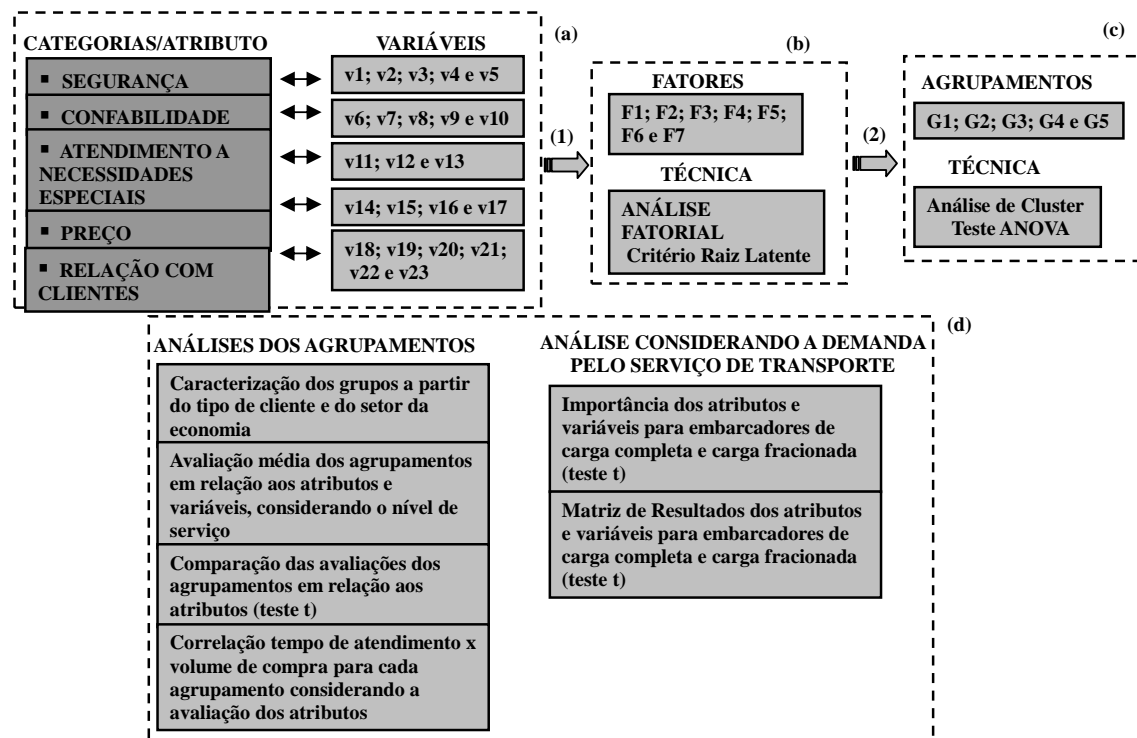 (a)
CATEGORIAS/ATRIBUTO
▪ SEGURANÇA
▪ CONFABILIDADE
▪ ATENDIMENTO A
NECESSIDADES
ESPECIAIS
▪ PREÇO
▪ RELAÇÃO COM
CLIENTES
VARIÁVEIS
v1; v2; v3; v4 e v5
v6; v7; v8; v9 e v10
v11; v12 e v13
v14; v15; v16 e v17
v18; v19; v20; v21;
v22 e v23
(1)
(b)
FATORES
F1; F2; F3; F4; F5;
F6 e F7
TÉCNICA
ANÁLISE
FATORIAL
Critério Raiz Latente
(2)
(c)
AGRUPAMENTOS
G1; G2; G3; G4 e G5
TÉCNICA
Análise de Cluster
Teste ANOVA
(d)
ANÁLISES DOS AGRUPAMENTOS
Caracterização dos grupos a partir
do tipo de cliente e do setor da
economia
Avaliação média dos agrupamentos
em relação aos atributos e
variáveis, considerando o nível de
serviço
Comparação das avaliações dos
agrupamentos em relação aos
atributos (teste t)
Correlação tempo de atendimento x
volume de compra para cada
agrupamento considerando a
avaliação dos atributos
ANÁLISE CONSIDERANDO A DEMANDA
PELO SERVIÇO DE TRANSPORTE
Importância dos atributos e
variáveis para embarcadores de
carga completa e carga fracionada
(teste t)
Matriz de Resultados dos atributos
e variáveis para embarcadores de
carga completa e carga fracionada
(teste t)